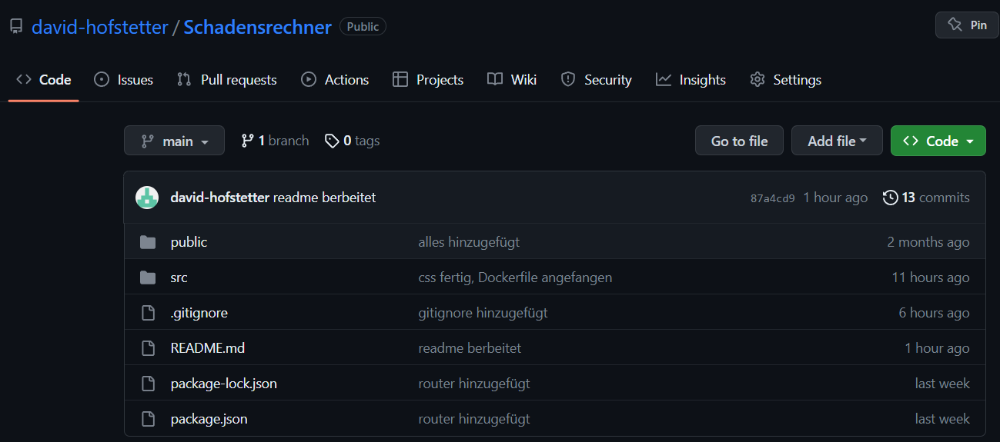 david-hofstetter / Schadensrechner Public Pin
Code Issues Pull requests Actions Projects Wiki Security Insights Settings
main 1 branch 0 tags Go to file Add file Code
david-hofstetter readme berbeitet 87a4cd9 1 hour ago 13 commits
public alles hinzugefügt 2 months ago
src css fertig, Dockerfile angefangen 11 hours ago
.gitignore gitignore hinzugefügt 6 hours ago
README.md readme berbeitet 1 hour ago
package-lock.json router hinzugefügt last week
package.json router hinzugefügt last week